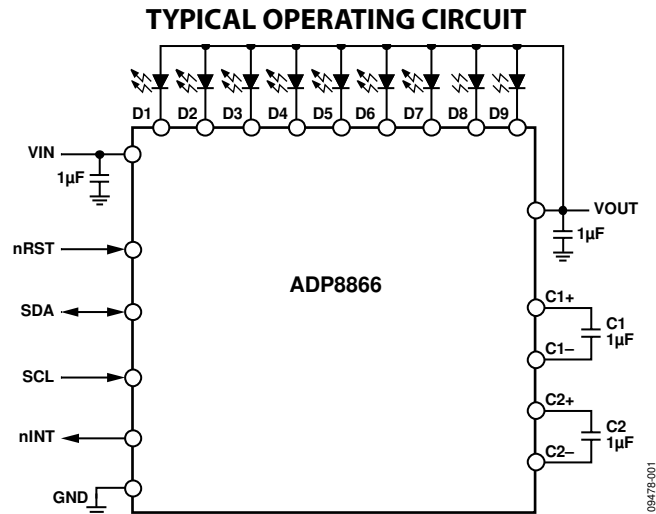 TYPICAL OPERATING CIRCUIT
D1 D2 D3 D4 D5 D6 D7 D8 D9
VIN
1µF
VOUT
1µF
nRST
ADP8866
SDA
C1+
C1
1µF
C1–
SCL
C2+
C2
1µF
nINT
C2–
GND
09478-001